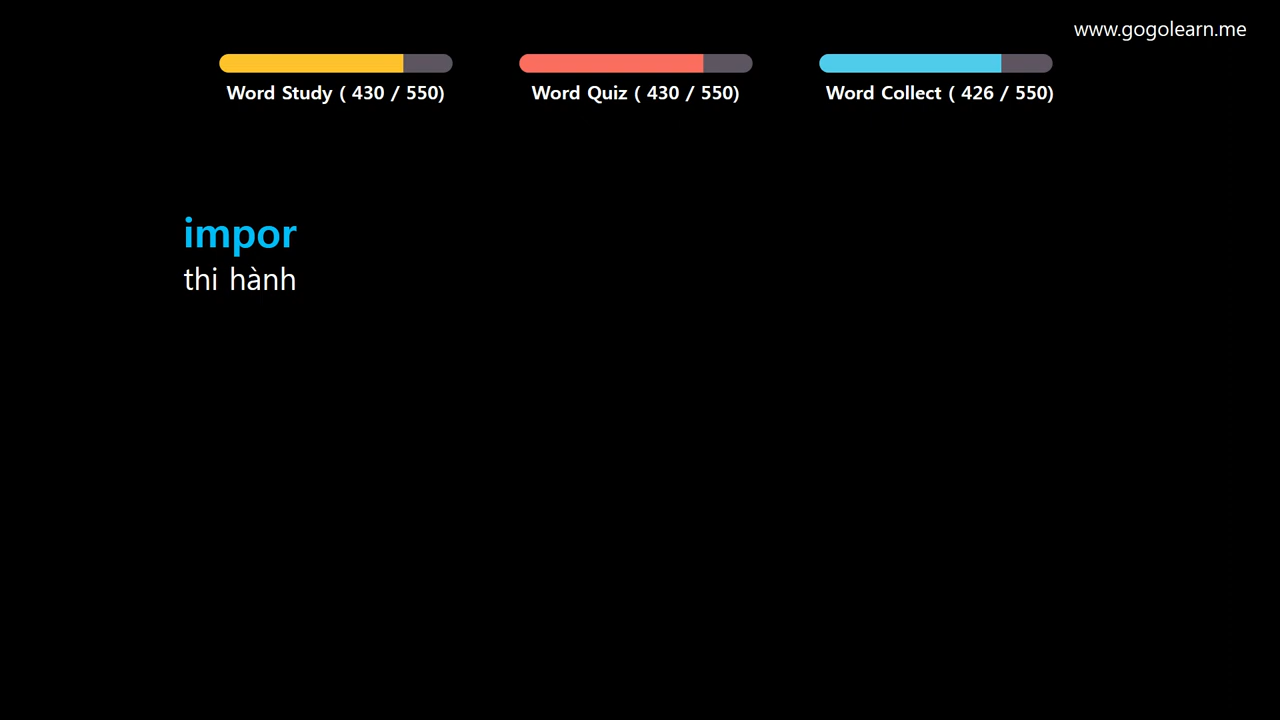 www.gogolearn.me
Word Study ( 430 / 550)
Word Quiz ( 430 / 550)
Word Collect ( 426 / 550)
impor
thi hành